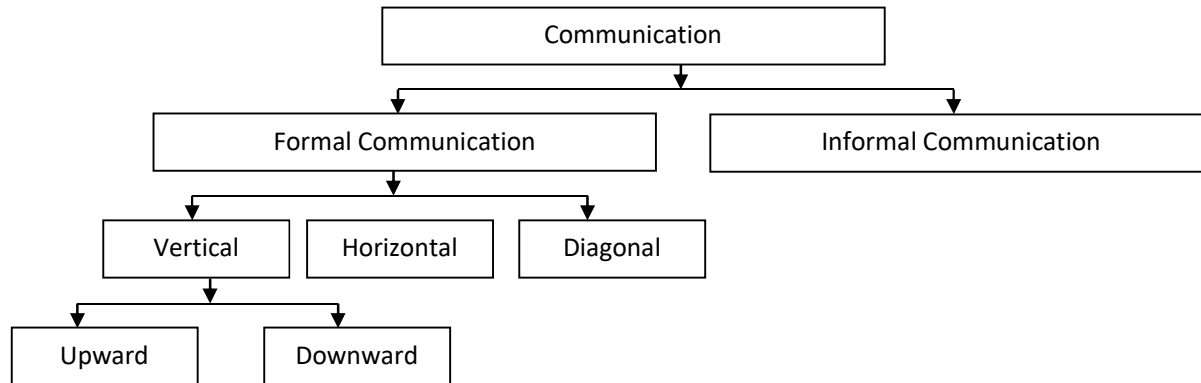 Communication
Formal Communication
Informal Communication
Vertical
Horizontal
Diagonal
Upward
Downward